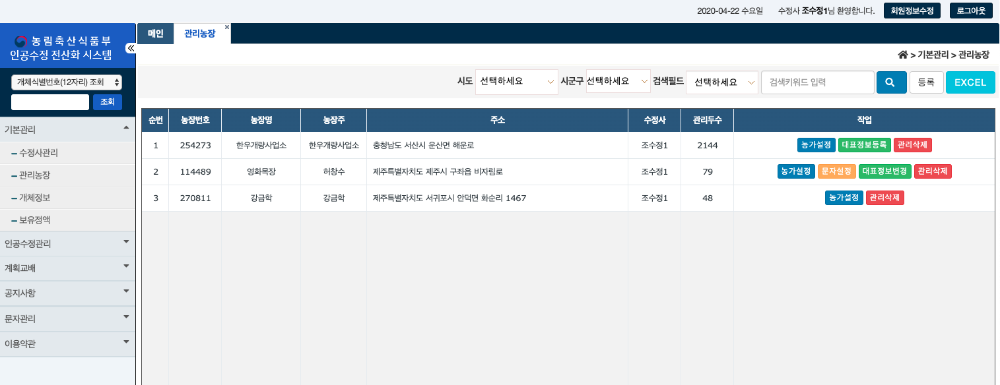 2020-04-22 수요일 수정사 조수정1님 환영합니다. 회원정보수정 로그아웃
농림축산식품부
인공수정 전산화 시스템
개체식별번호(12자리) 조회
조회
기본관리
수정사관리
관리농장
개체정보
보유정액
인공수정관리
계획교배
공지사항
문자관리
이용약관
메인 관리농장
> 기본관리 > 관리농장
시도 선택하세요 시군구 선택하세요 검색필드 선택하세요 검색키워드 입력 등록 EXCEL
순번 농장번호 농장명 농장주 주소 수정사 관리두수 작업
1 254273 한우개량사업소 한우개량사업소 충청남도 서산시 운산면 해운로 조수정1 2144 농가설정 대표정보등록 관리삭제
2 114489 영화목장 허창수 제주특별자치도 제주시 구좌읍 비자림로 조수정1 79 농가설정 문자설정 대표정보변경 관리삭제
3 270811 강금학 강금학 제주특별자치도 서귀포시 안덕면 화순리 1467 조수정1 48 농가설정 관리삭제